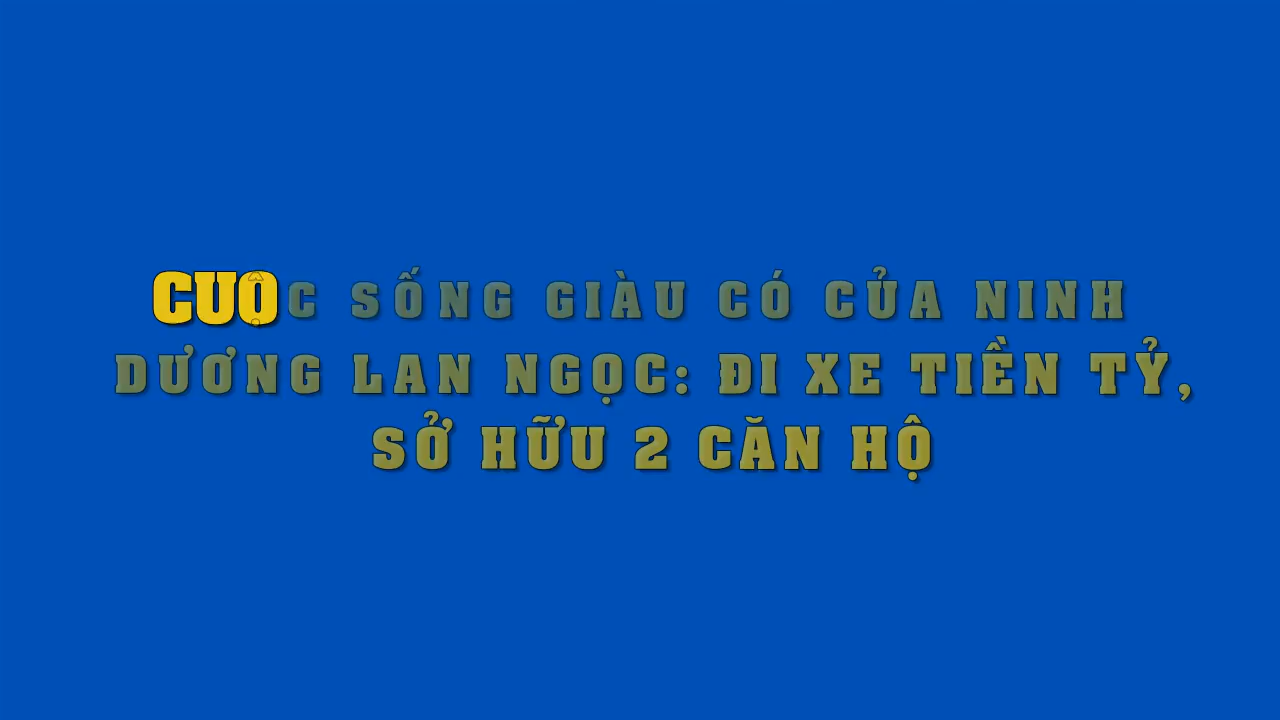 CUỘC SỐNG GIÀU CÓ CỦA NINH
DƯƠNG LAN NGỌC: ĐI XE TIỀN TỶ,
SỞ HỮU 2 CĂN HỘ